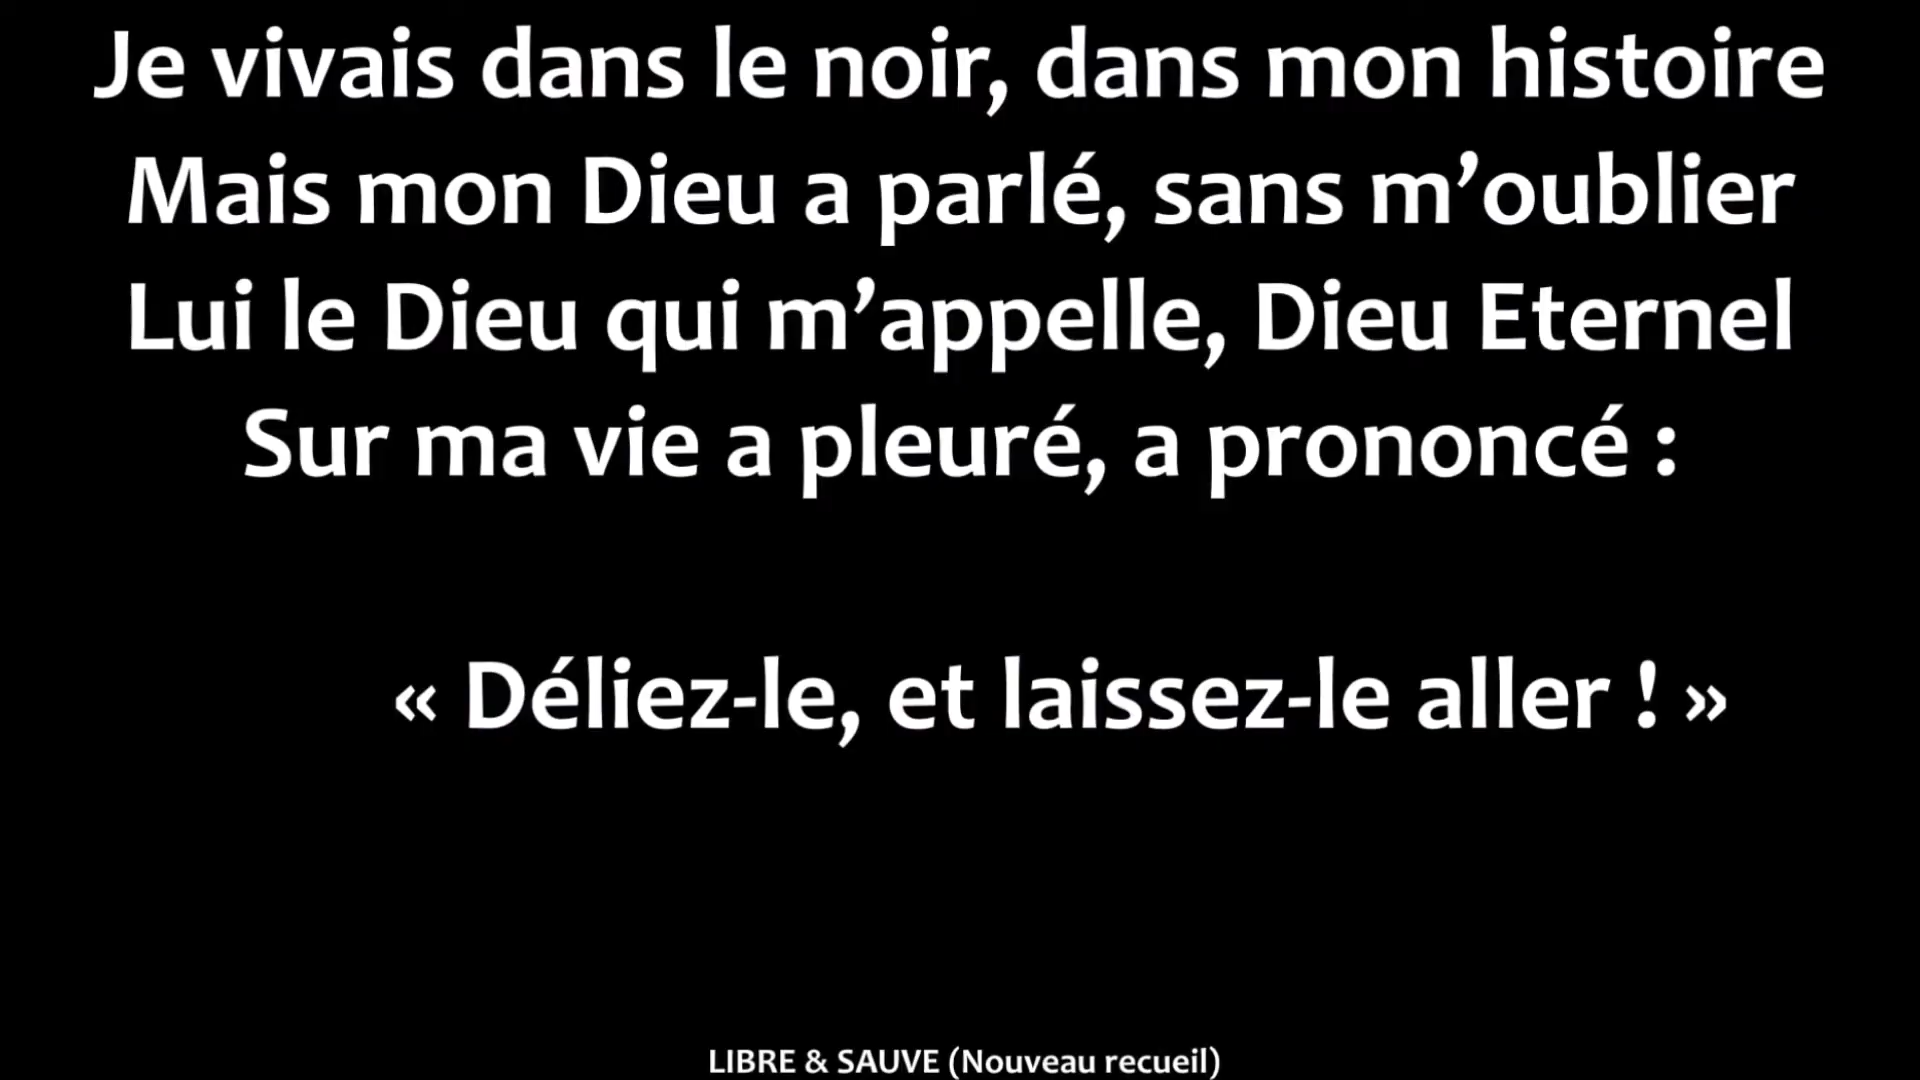 Je vivais dans le noir, dans mon histoire
Mais mon Dieu a parlé, sans m’oublier
Lui le Dieu qui m’appelle, Dieu Eternel
Sur ma vie a pleuré, a prononcé :
« Déliez-le, et laissez-le aller ! »
LIBRE & SAUVE (Nouveau recueil)